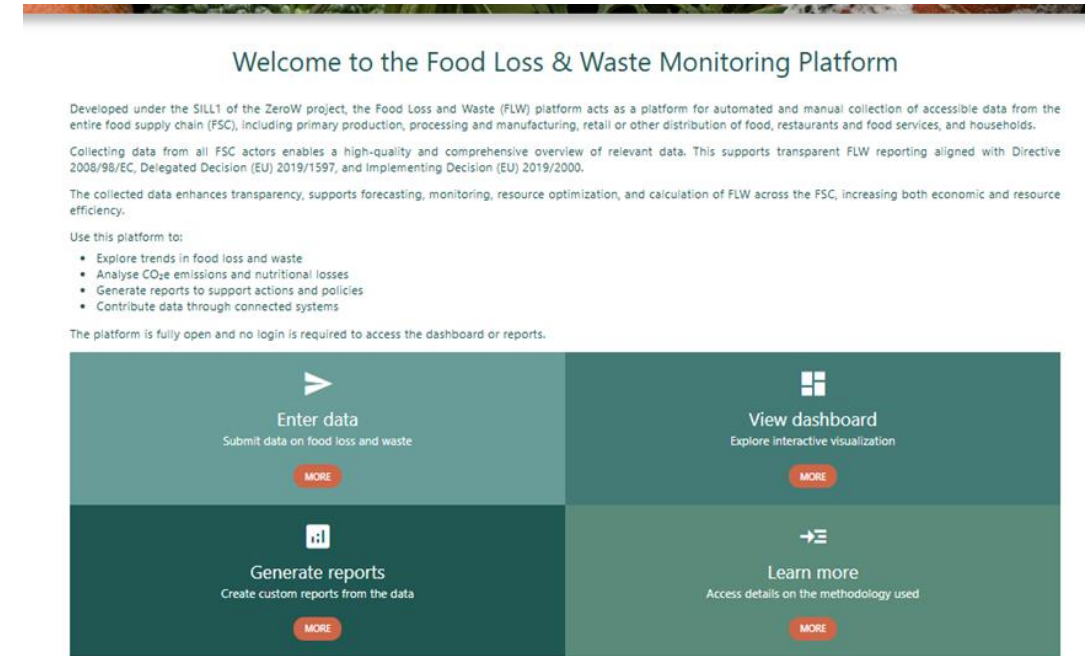 Welcome to the Food Loss & Waste Monitoring Platform
Developed under the SILL1 of the ZeroW project, the Food Loss and Waste (FLW) platform acts as a platform for automated and manual collection of accessible data from the
entire food supply chain (FSC), including primary production, processing and manufacturing, retail or other distribution of food, restaurants and food services, and households.
Collecting data from all FSC actors enables a high-quality and comprehensive overview of relevant data. This supports transparent FLW reporting aligned with Directive
2008/98/EC, Delegated Decision (EU) 2019/1597, and Implementing Decision (EU) 2019/2000.
The collected data enhances transparency, supports forecasting, monitoring, resource optimization, and calculation of FLW across the FSC, increasing both economic and resource
efficiency.
Use this platform to:
• Explore trends in food loss and waste
• Analyse CO₂e emissions and nutritional losses
• Generate reports to support actions and policies
• Contribute data through connected systems
The platform is fully open and no login is required to access the dashboard or reports.
Enter data
Submit data on food loss and waste
MORE
View dashboard
Explore interactive visualization
MORE
Generate reports
Create custom reports from the data
MORE
Learn more
Access details on the methodology used
MORE